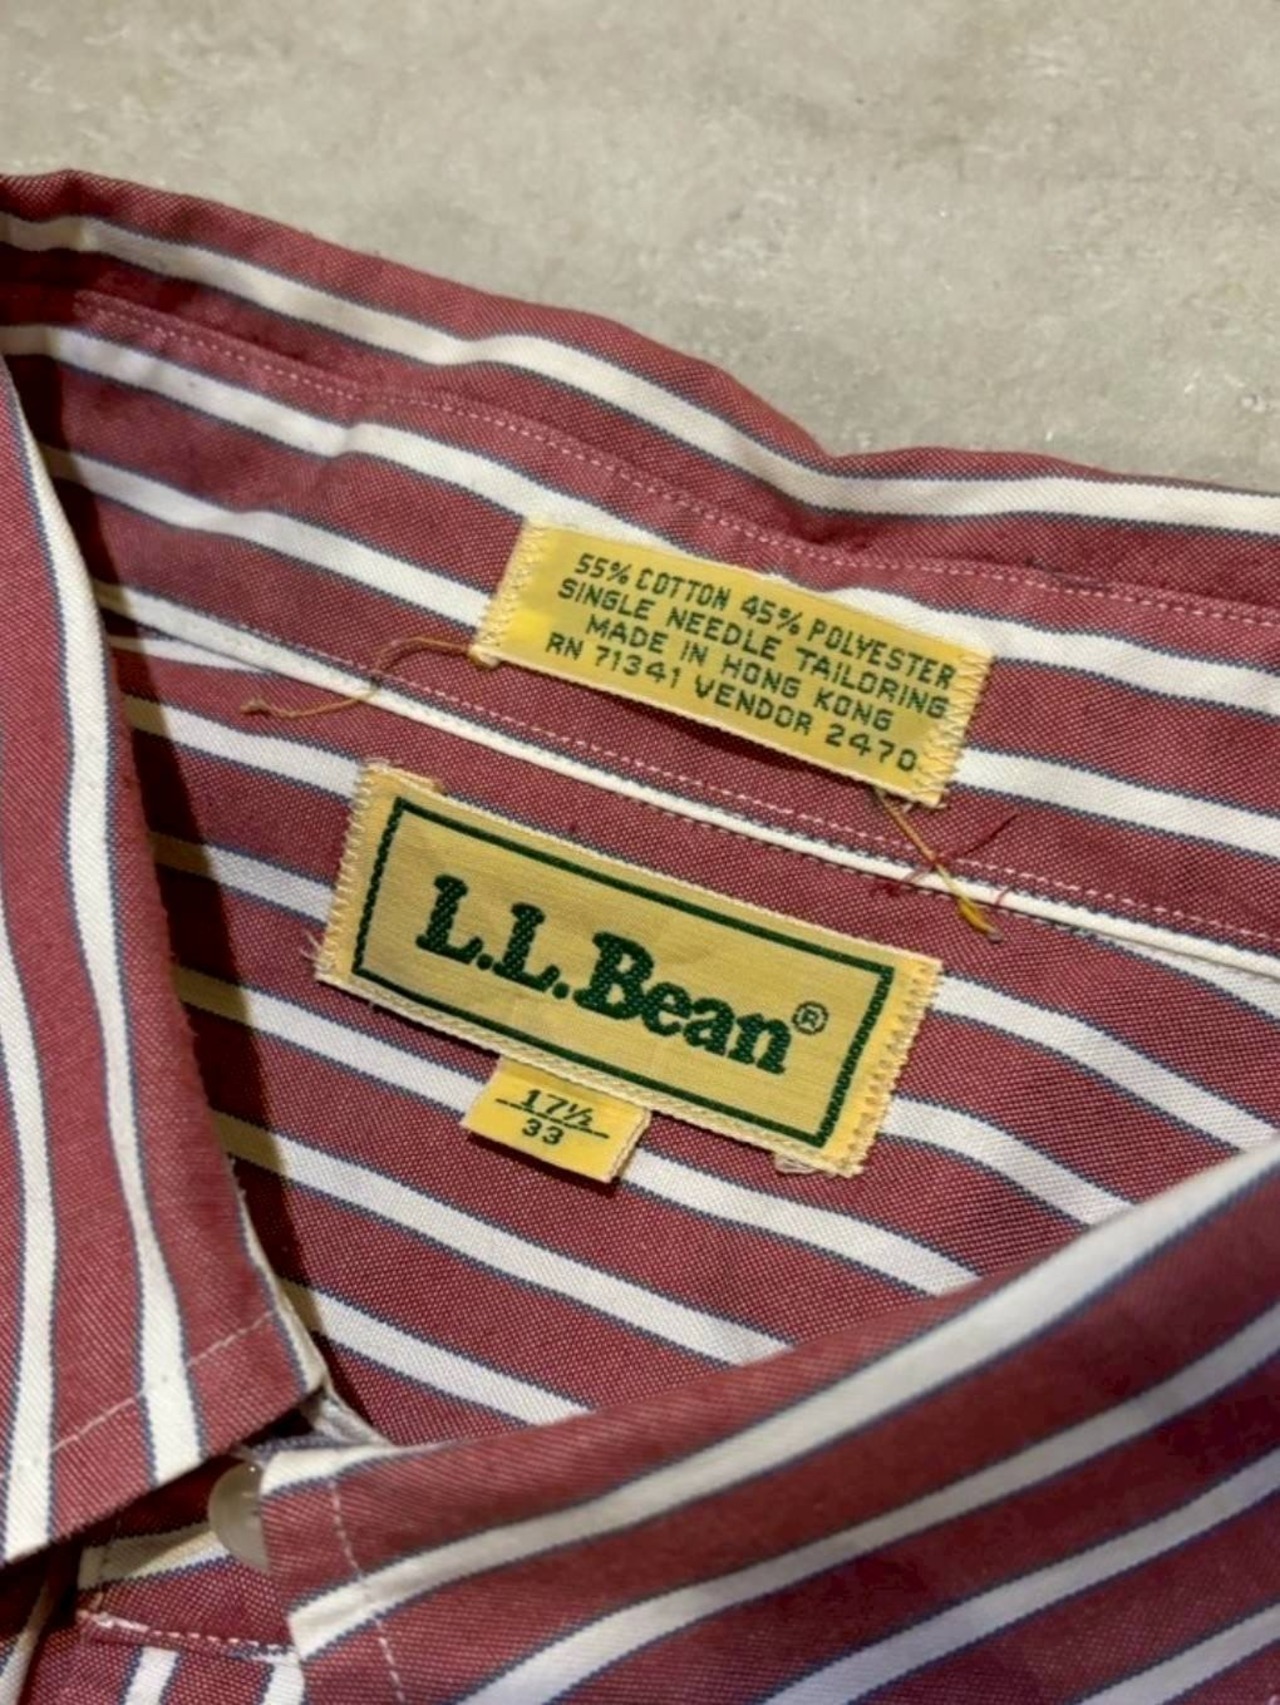 55% COTTON 45% POLYESTER
SINGLE NEEDLE TAILORING
MADE IN HONG KONG
RN 71341 VENDOR 2470
L.L.Bean®
17½
33